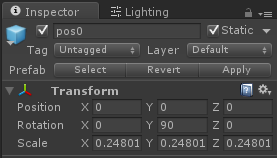 Inspector Lighting
pos0 Static
Tag Untagged Layer Default
Prefab Select Revert Apply
Transform
Position X 0 Y 0 Z 0
Rotation X 0 Y 90 Z 0
Scale X 0.24801 Y 0.24801 Z 0.24801